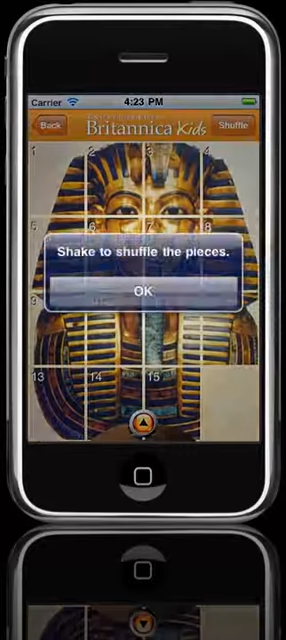 Carrier 4:23 PM
Back
ENCYCLOPÆDIA
Britannica Kids
Shuffle
1 2 3 4
5 6 7 8
Shake to shuffle the pieces.
OK
9
13 14 15